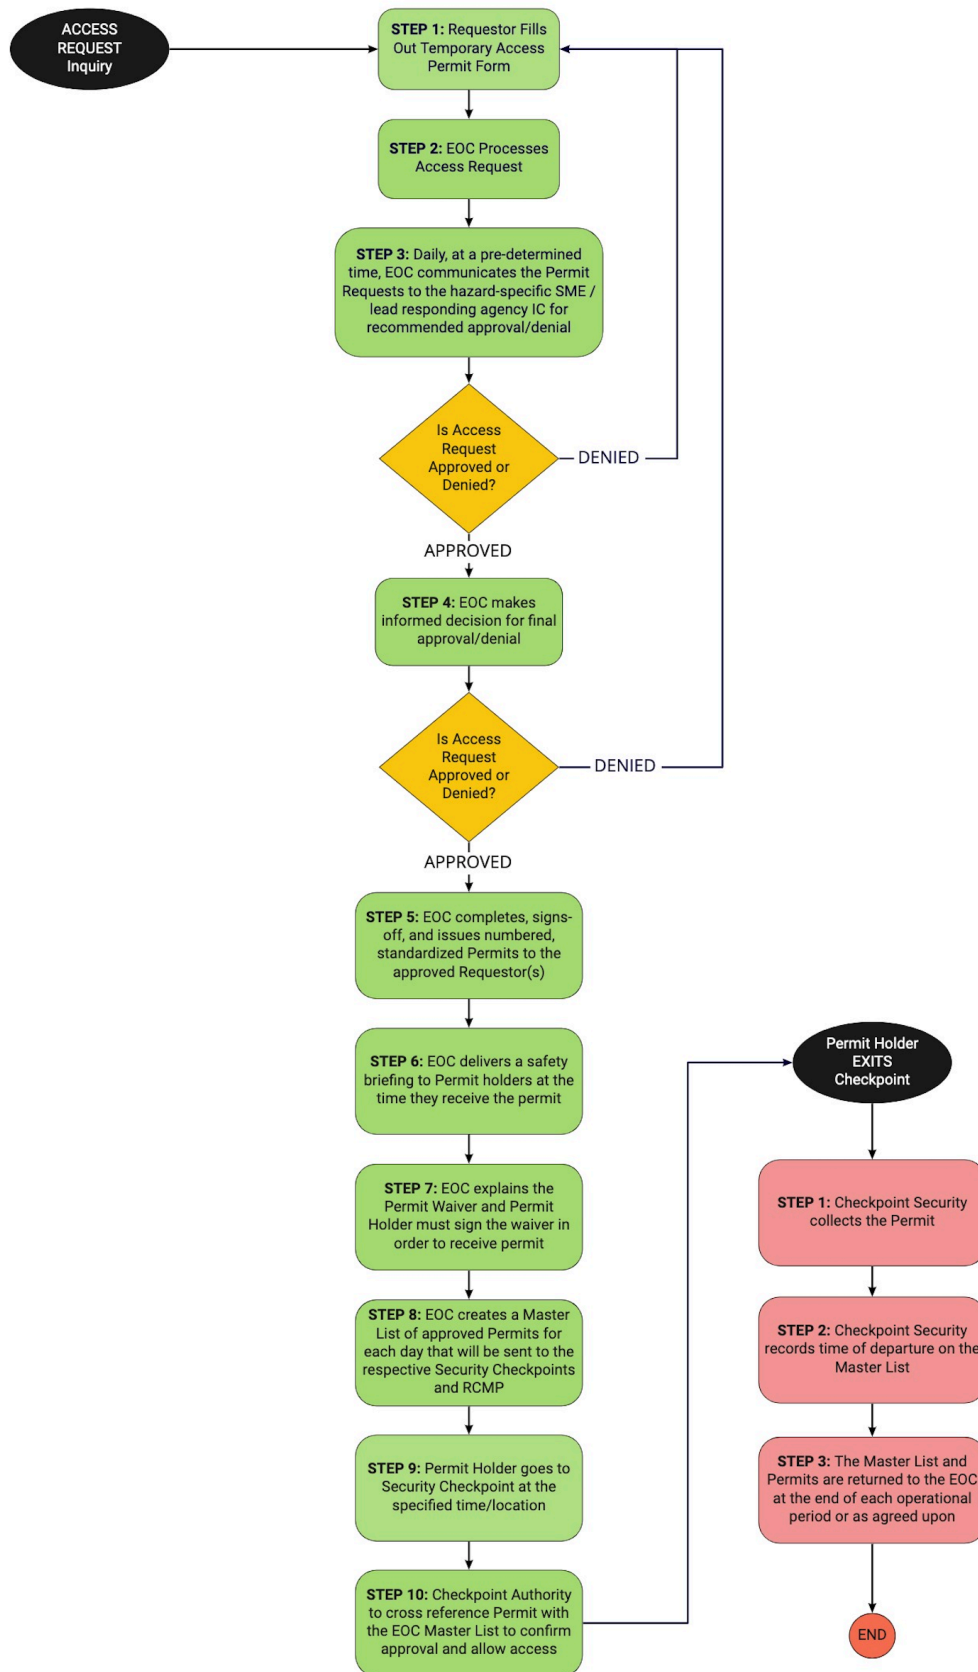 ACCESS
REQUEST
Inquiry
STEP 1: Requestor Fills
Out Temporary Access
Permit Form
STEP 2: EOC Processes
Access Request
STEP 3: Daily, at a pre-determined
time, EOC communicates the Permit
Requests to the hazard-specific SME /
lead responding agency IC for
recommended approval/denial
Is Access
Request
Approved or
Denied?
DENIED
APPROVED
STEP 4: EOC makes
informed decision for final
approval/denial
Is Access
Request
Approved or
Denied?
DENIED
APPROVED
STEP 5: EOC completes, signs-
off, and issues numbered,
standardized Permits to the
approved Requestor(s)
STEP 6: EOC delivers a safety
briefing to Permit holders at the
time they receive the permit
STEP 7: EOC explains the
Permit Waiver and Permit
Holder must sign the waiver in
order to receive permit
STEP 8: EOC creates a Master
List of approved Permits for
each day that will be sent to the
respective Security Checkpoints
and RCMP
STEP 9: Permit Holder goes to
Security Checkpoint at the
specified time/location
STEP 10: Checkpoint Authority
to cross reference Permit with
the EOC Master List to confirm
approval and allow access
Permit Holder
EXITS
Checkpoint
STEP 1: Checkpoint Security
collects the Permit
STEP 2: Checkpoint Security
records time of departure on the
Master List
STEP 3: The Master List and
Permits are returned to the EOC
at the end of each operational
period or as agreed upon
END